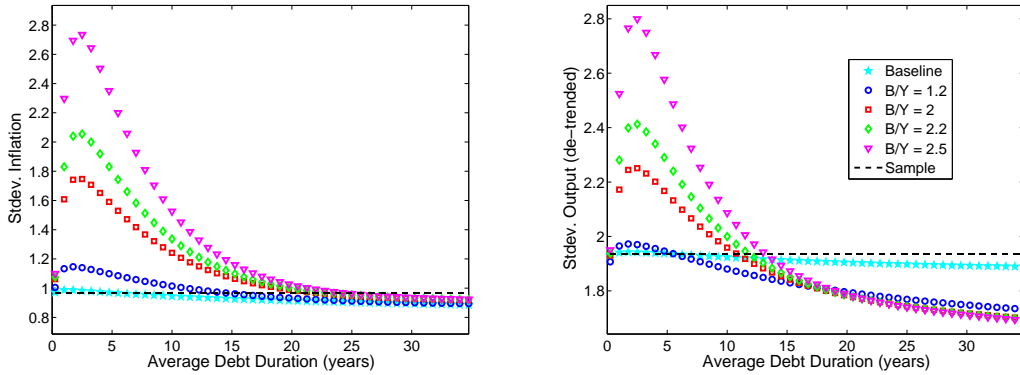 2.8
2.6
2.4
2.2
2
1.8
1.6
1.4
1.2
1
0.8
Stdev. Inflation
0 5 10 15 20 25 30
Average Debt Duration (years)
2.8
2.6
2.4
2.2
2
1.8
Stdev. Output (de−trended)
0 5 10 15 20 25 30
Average Debt Duration (years)
Baseline
B/Y = 1.2
B/Y = 2
B/Y = 2.2
B/Y = 2.5
Sample